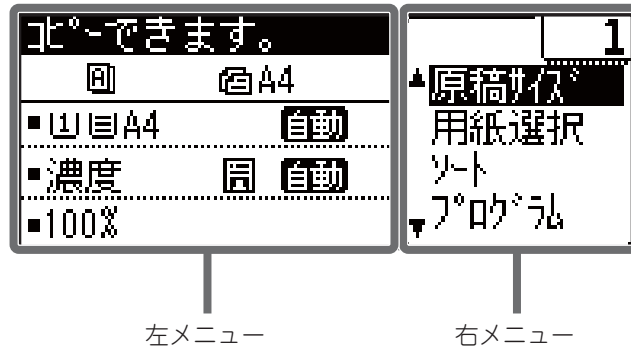 コピーできます。
A A4
1 A4 自動
濃度 自動
100%
1
原稿サイズ
用紙選択
ソート
プログラム
左メニュー
右メニュー